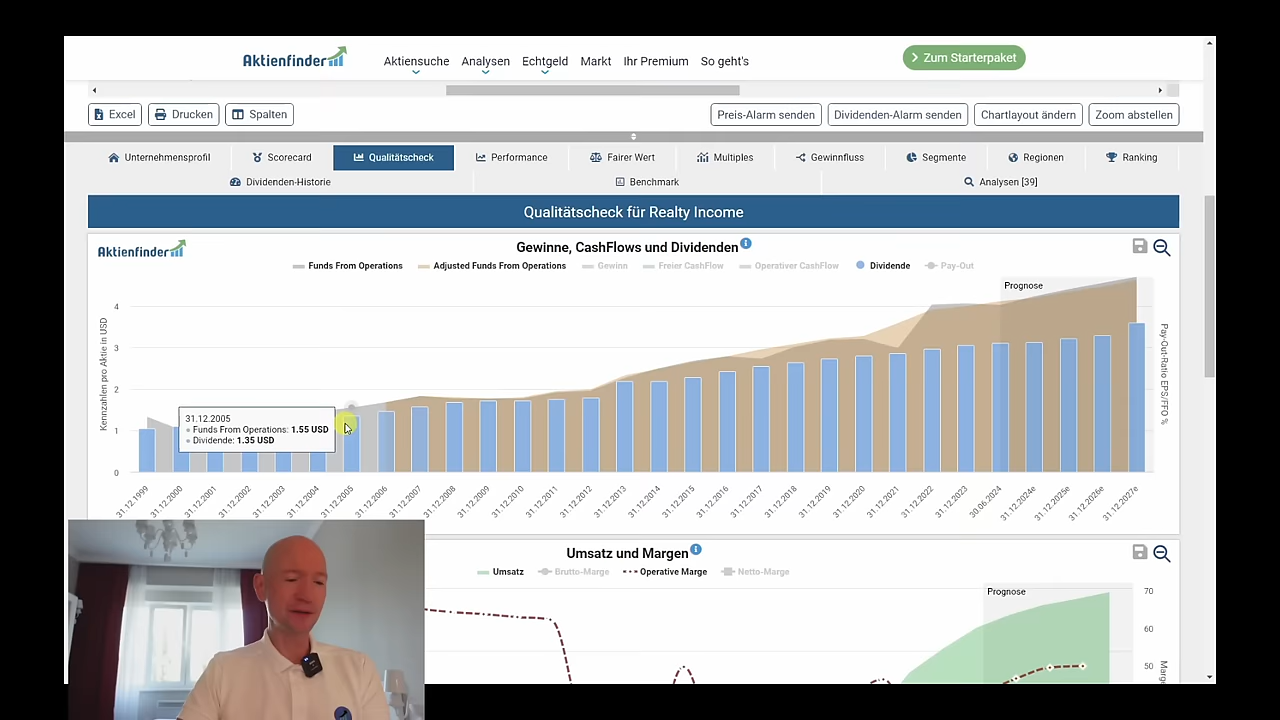 Aktienfinder
Aktiensuche Analysen Echtgeld Markt Ihr Premium So geht's
Zum Starterpaket
Excel Drucken Spalten
Preis-Alarm senden Dividenden-Alarm senden Chartlayout ändern Zoom abstellen
Unternehmensprofil Scorecard Qualitätscheck Performance Fairer Wert Multiples Gewinnfluss Segmente Regionen Ranking
Dividenden-Historie Benchmark Analysen [39]
Qualitätscheck für Realty Income
Aktienfinder
Gewinne, CashFlows und Dividenden
Funds From Operations Adjusted Funds From Operations Gewinn Freier CashFlow Operativer CashFlow Dividende Pay-Out
Prognose
Kennzahlen pro Aktie in USD
4
3
2
1
0
Pay-Out-Ratio EPS/FFO %
31.12.2005
Funds From Operations: 1.55 USD
Dividende: 1.35 USD
31.12.1999 31.12.2000 31.12.2001 31.12.2002 31.12.2003 31.12.2004 31.12.2005 31.12.2006 31.12.2007 31.12.2008 31.12.2009 31.12.2010 31.12.2011 31.12.2012 31.12.2013 31.12.2014 31.12.2015 31.12.2016 31.12.2017 31.12.2018 31.12.2019 31.12.2020 31.12.2021 31.12.2022 31.12.2023 30.06.2024 31.12.2024e 31.12.2025e 31.12.2026e 31.12.2027e
Umsatz und Margen
Umsatz Brutto-Marge Operative Marge Netto-Marge
Prognose
70
60
50
Marge